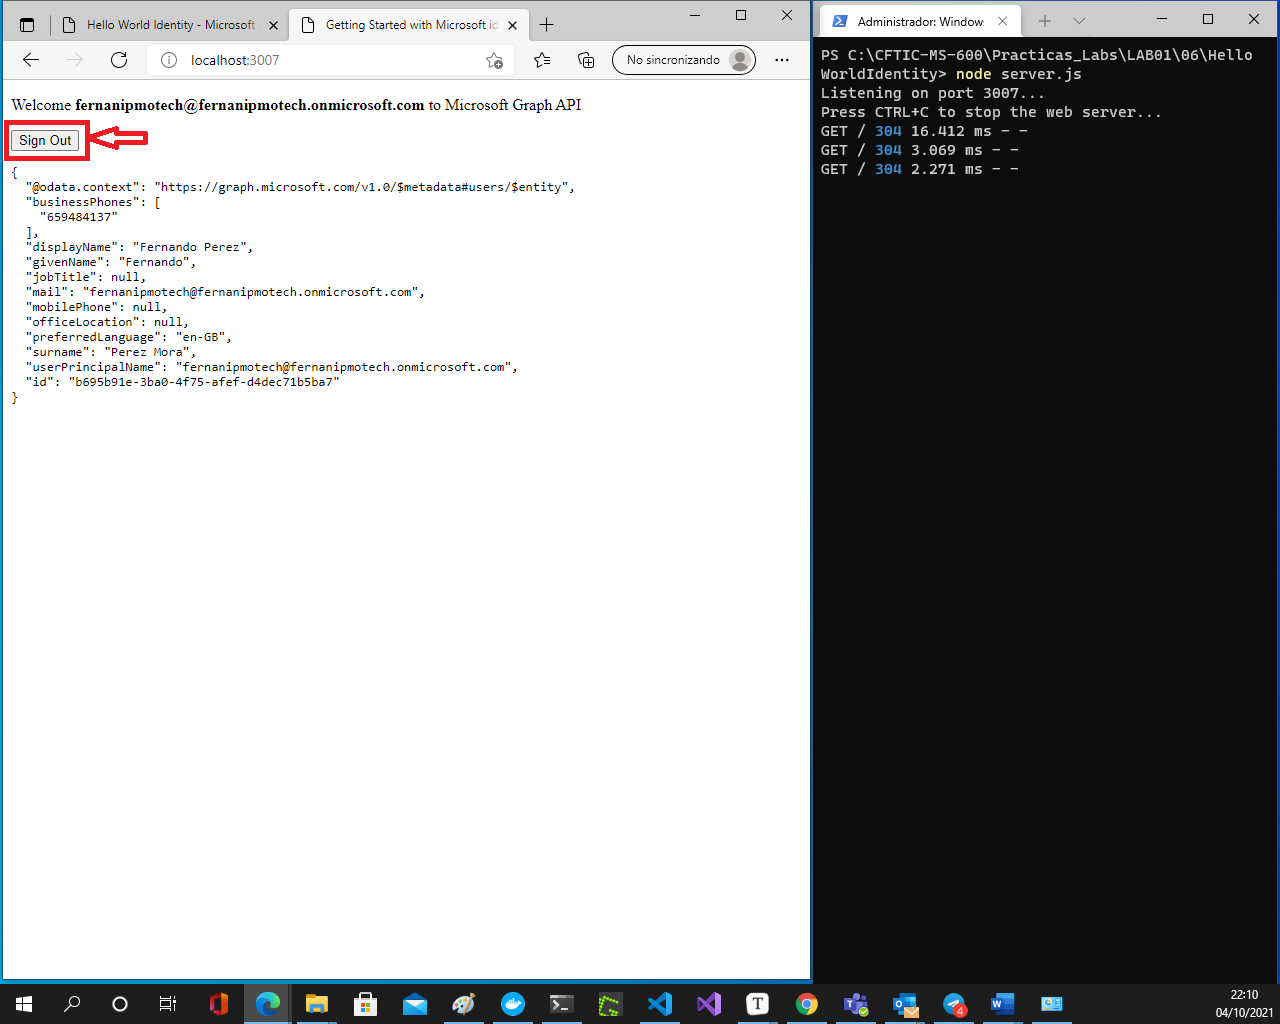 Hello World Identity - Microsoft
Getting Started with Microsoft id
localhost:3007
No sincronizando
Welcome fernanipmotech@fernanipmotech.onmicrosoft.com to Microsoft Graph API
Sign Out
{
"@odata.context": "https://graph.microsoft.com/v1.0/$metadata#users/$entity",
"businessPhones": [
"659484137"
],
"displayName": "Fernando Perez",
"givenName": "Fernando",
"jobTitle": null,
"mail": "fernanipmotech@fernanipmotech.onmicrosoft.com",
"mobilePhone": null,
"officeLocation": null,
"preferredLanguage": "en-GB",
"surname": "Perez Mora",
"userPrincipalName": "fernanipmotech@fernanipmotech.onmicrosoft.com",
"id": "b695b91e-3ba0-4f75-afef-d4dec71b5ba7"
}
Administrador: Window
PS C:\CFTIC-MS-600\Practicas_Labs\LAB01\06\Hello
WorldIdentity> node server.js
Listening on port 3007...
Press CTRL+C to stop the web server...
GET / 304 16.412 ms - -
GET / 304 3.069 ms - -
GET / 304 2.271 ms - -
T
4
22:10
04/10/2021